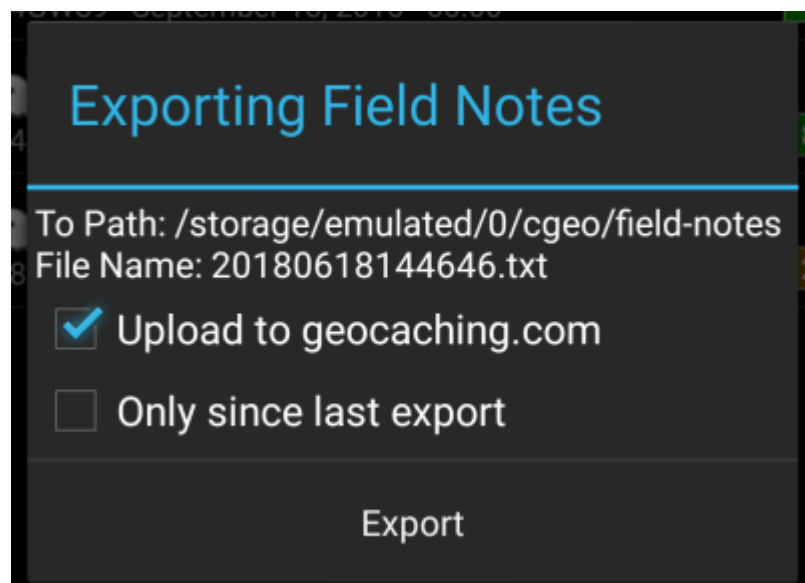 Exporting Field Notes
To Path: /storage/emulated/0/cgeo/field-notes
File Name: 20180618144646.txt
Upload to geocaching.com
Only since last export
Export